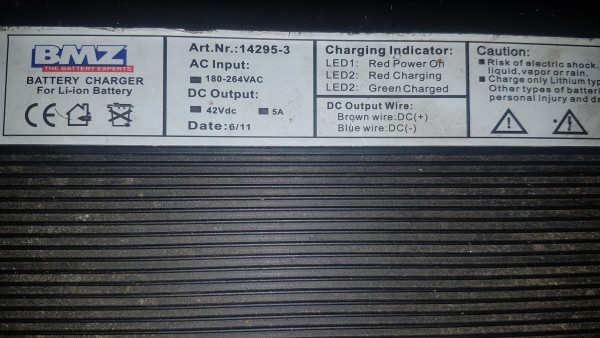 BMZ
THE BATTERY EXPERTS
BATTERY CHARGER
For Li-ion Battery
CE
Art.Nr.:14295-3
AC Input:
180-264VAC
DC Output:
42Vdc 5A
Date:6/11
Charging Indicator:
LED1: Red Power On
LED2: Red Charging
LED2: Green Charged
DC Output Wire:
Brown wire:DC(+)
Blue wire:DC(-)
Caution:
Risk of electric shock.
liquid,vapor or rain.
Charge only Lithium typ
Other types of batteri
personal injury and d